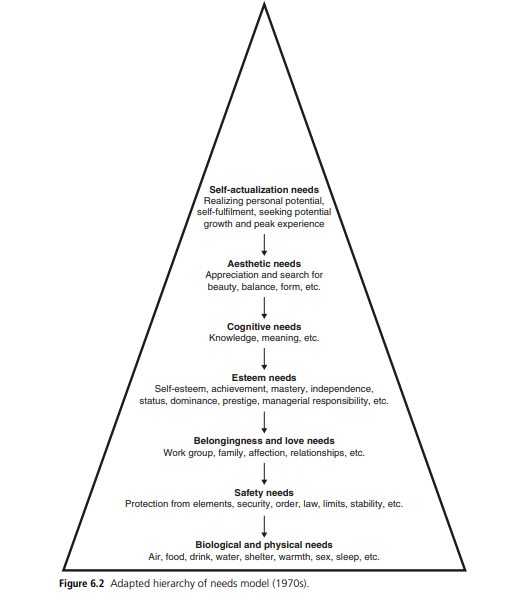 Self-actualization needs
Realizing personal potential,
self-fulfilment, seeking potential
growth and peak experience
Aesthetic needs
Appreciation and search for
beauty, balance, form, etc.
Cognitive needs
Knowledge, meaning, etc.
Esteem needs
Self-esteem, achievement, mastery, independence,
status, dominance, prestige, managerial responsibility, etc.
Belongingness and love needs
Work group, family, affection, relationships, etc.
Safety needs
Protection from elements, security, order, law, limits, stability, etc.
Biological and physical needs
Air, food, drink, water, shelter, warmth, sex, sleep, etc.
Figure 6.2 Adapted hierarchy of needs model (1970s).